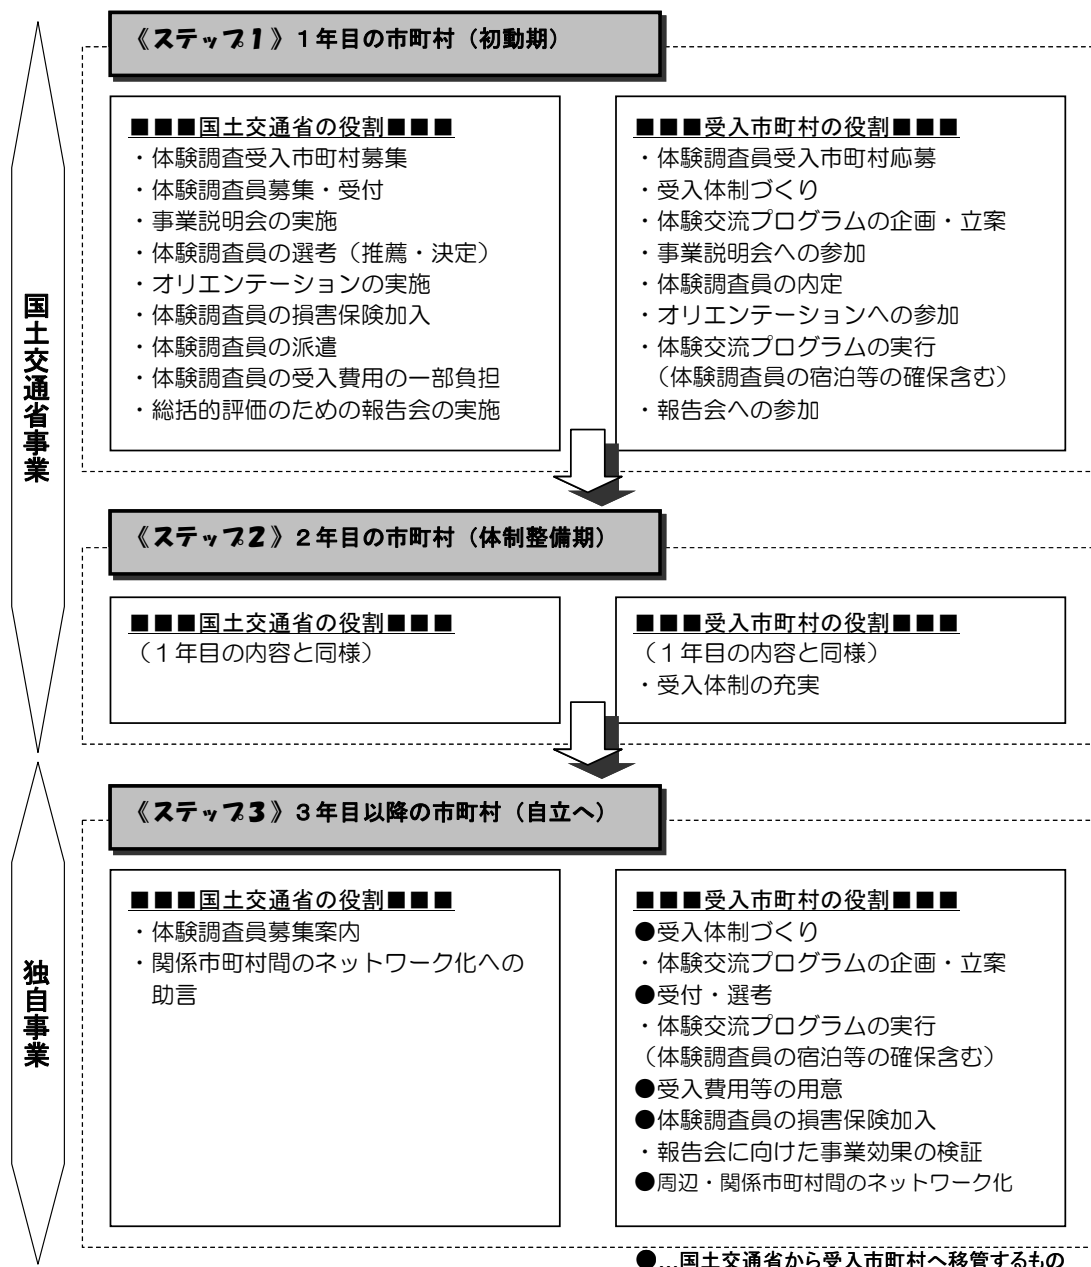 国土交通省事業
《ステップ1》1年目の市町村（初動期）
■■■国土交通省の役割■■■
・体験調査受入市町村募集
・体験調査員募集・受付
・事業説明会の実施
・体験調査員の選考（推薦・決定）
・オリエンテーションの実施
・体験調査員の損害保険加入
・体験調査員の派遣
・体験調査員の受入費用の一部負担
・総括的評価のための報告会の実施
■■■受入市町村の役割■■■
・体験調査員受入市町村応募
・受入体制づくり
・体験交流プログラムの企画・立案
・事業説明会への参加
・体験調査員の内定
・オリエンテーションへの参加
・体験交流プログラムの実行
（体験調査員の宿泊等の確保含む）
・報告会への参加
《ステップ2》2年目の市町村（体制整備期）
■■■国土交通省の役割■■■
（1年目の内容と同様）
■■■受入市町村の役割■■■
（1年目の内容と同様）
・受入体制の充実
独自事業
《ステップ3》3年目以降の市町村（自立へ）
■■■国土交通省の役割■■■
・体験調査員募集案内
・関係市町村間のネットワーク化への
助言
■■■受入市町村の役割■■■
●受入体制づくり
・体験交流プログラムの企画・立案
●受付・選考
・体験交流プログラムの実行
（体験調査員の宿泊等の確保含む）
●受入費用等の用意
●体験調査員の損害保険加入
・報告会に向けた事業効果の検証
●周辺・関係市町村間のネットワーク化
●…国土交通省から受入市町村へ移管するもの